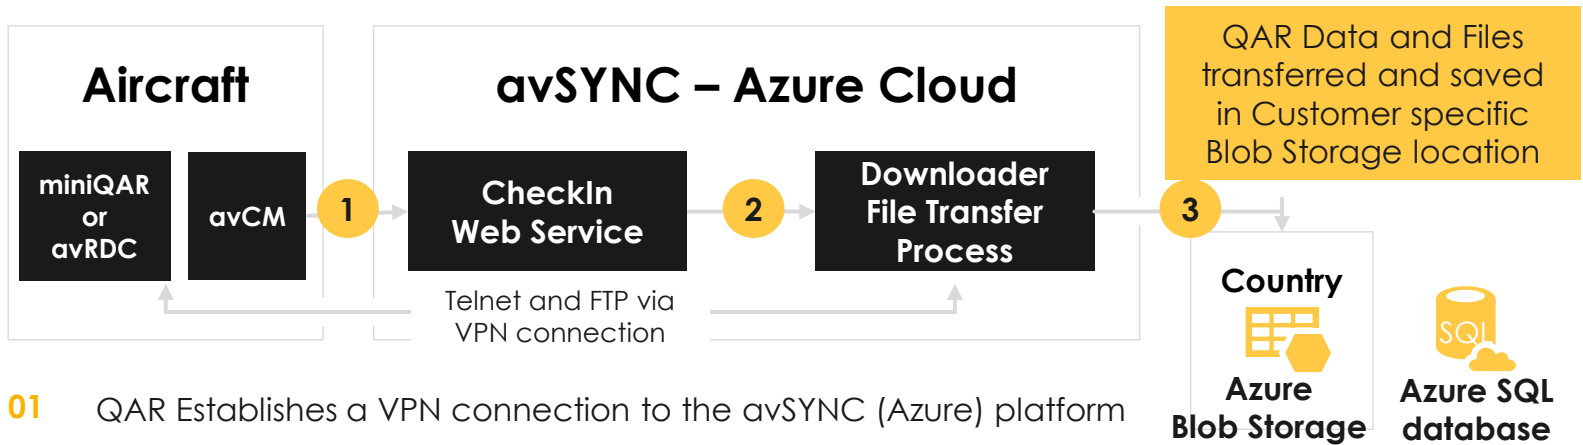 Aircraft
miniQAR
or
avRDC
avCM
1
avSYNC – Azure Cloud
CheckIn
Web Service
2
Downloader
File Transfer
Process
Telnet and FTP via
VPN connection
QAR Data and Files
transferred and saved
in Customer specific
Blob Storage location
3
Country
Azure
Blob Storage
SQL
Azure SQL
database
01 QAR Establishes a VPN connection to the avSYNC (Azure) platform